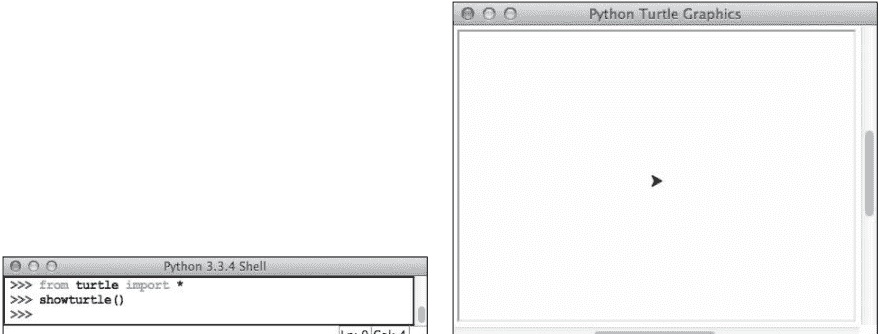 Python Turtle Graphics
Python 3.3.4 Shell
>>> from turtle import *
>>> showturtle()
>>>